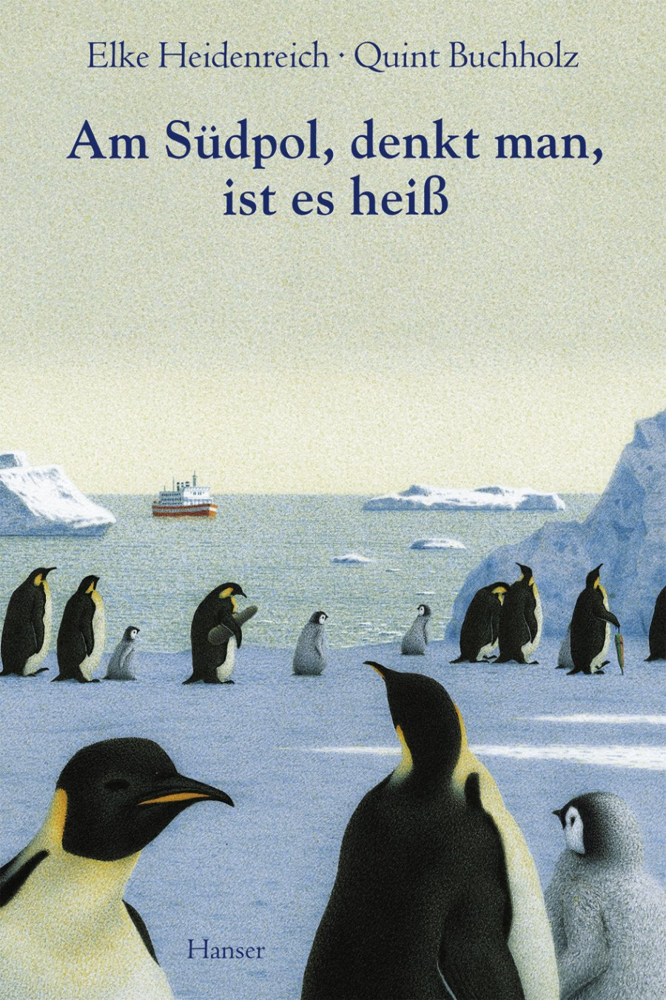 Elke Heidenreich · Quint Buchholz
Am Südpol, denkt man,
ist es heiß
Hanser